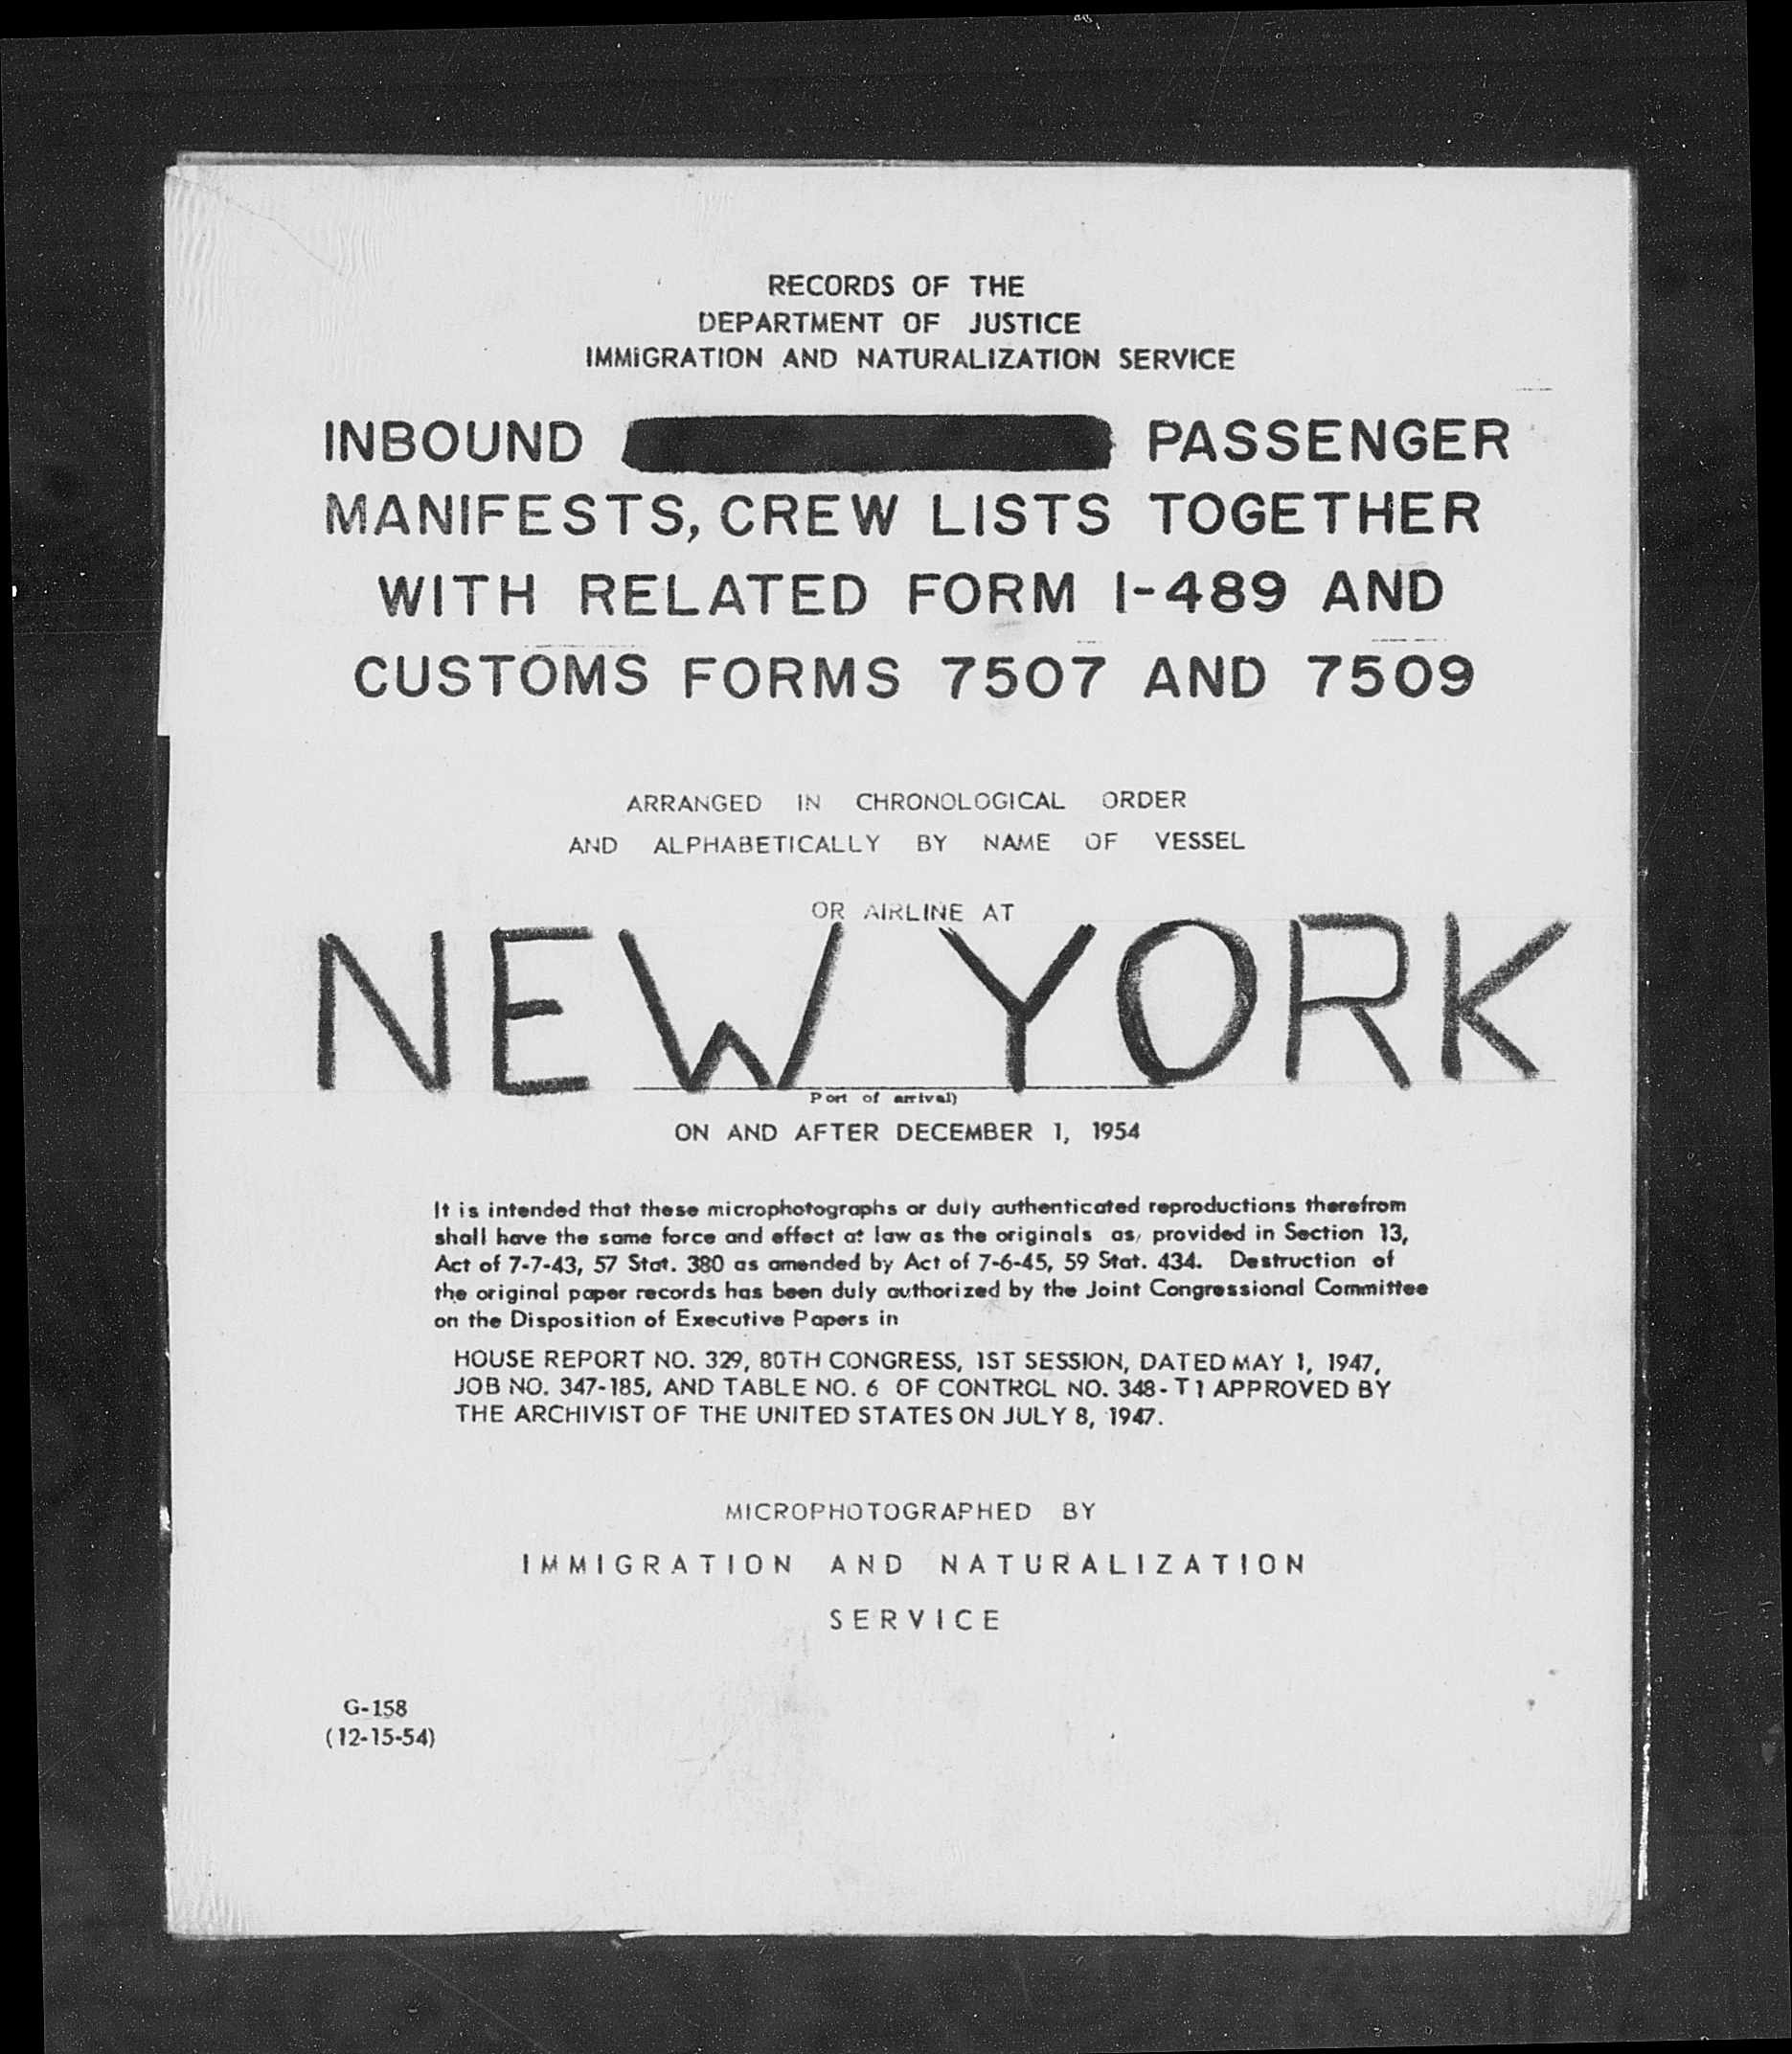 RECORDS OF THE
DEPARTMENT OF JUSTICE
IMMIGRATION AND NATURALIZATION SERVICE
INBOUND PASSENGER
MANIFESTS, CREW LISTS TOGETHER
WITH RELATED FORM I-489 AND
CUSTOMS FORMS 7507 AND 7509
ARRANGED IN CHRONOLOGICAL ORDER
AND ALPHABETICALLY BY NAME OF VESSEL
OR AIRLINE AT
NEW YORK
Port of arrival)
ON AND AFTER DECEMBER 1, 1954
It is intended that these microphotographs or duly authenticated reproductions therefrom
shall have the same force and effect at law as the originals as, provided in Section 13,
Act of 7-7-43, 57 Stat. 380 as amended by Act of 7-6-45, 59 Stat. 434. Destruction of
the original paper records has been duly authorized by the Joint Congressional Committee
on the Disposition of Executive Papers in
HOUSE REPORT NO. 329, 80TH CONGRESS, 1ST SESSION, DATED MAY 1, 1947,
JOB NO. 347-185, AND TABLE NO. 6 OF CONTROL NO. 348-T1 APPROVED BY
THE ARCHIVIST OF THE UNITED STATES ON JULY 8, 1947.
MICROPHOTOGRAPHED BY
IMMIGRATION AND NATURALIZATION
SERVICE
G-158
(12-15-54)